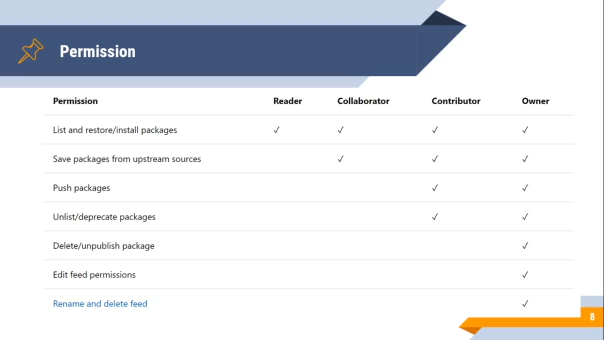 Permission
Permission Reader Collaborator Contributor Owner
List and restore/install packages ✓ ✓ ✓ ✓
Save packages from upstream sources ✓ ✓ ✓
Push packages ✓ ✓
Unlist/deprecate packages ✓ ✓
Delete/unpublish package ✓
Edit feed permissions ✓
Rename and delete feed ✓
8